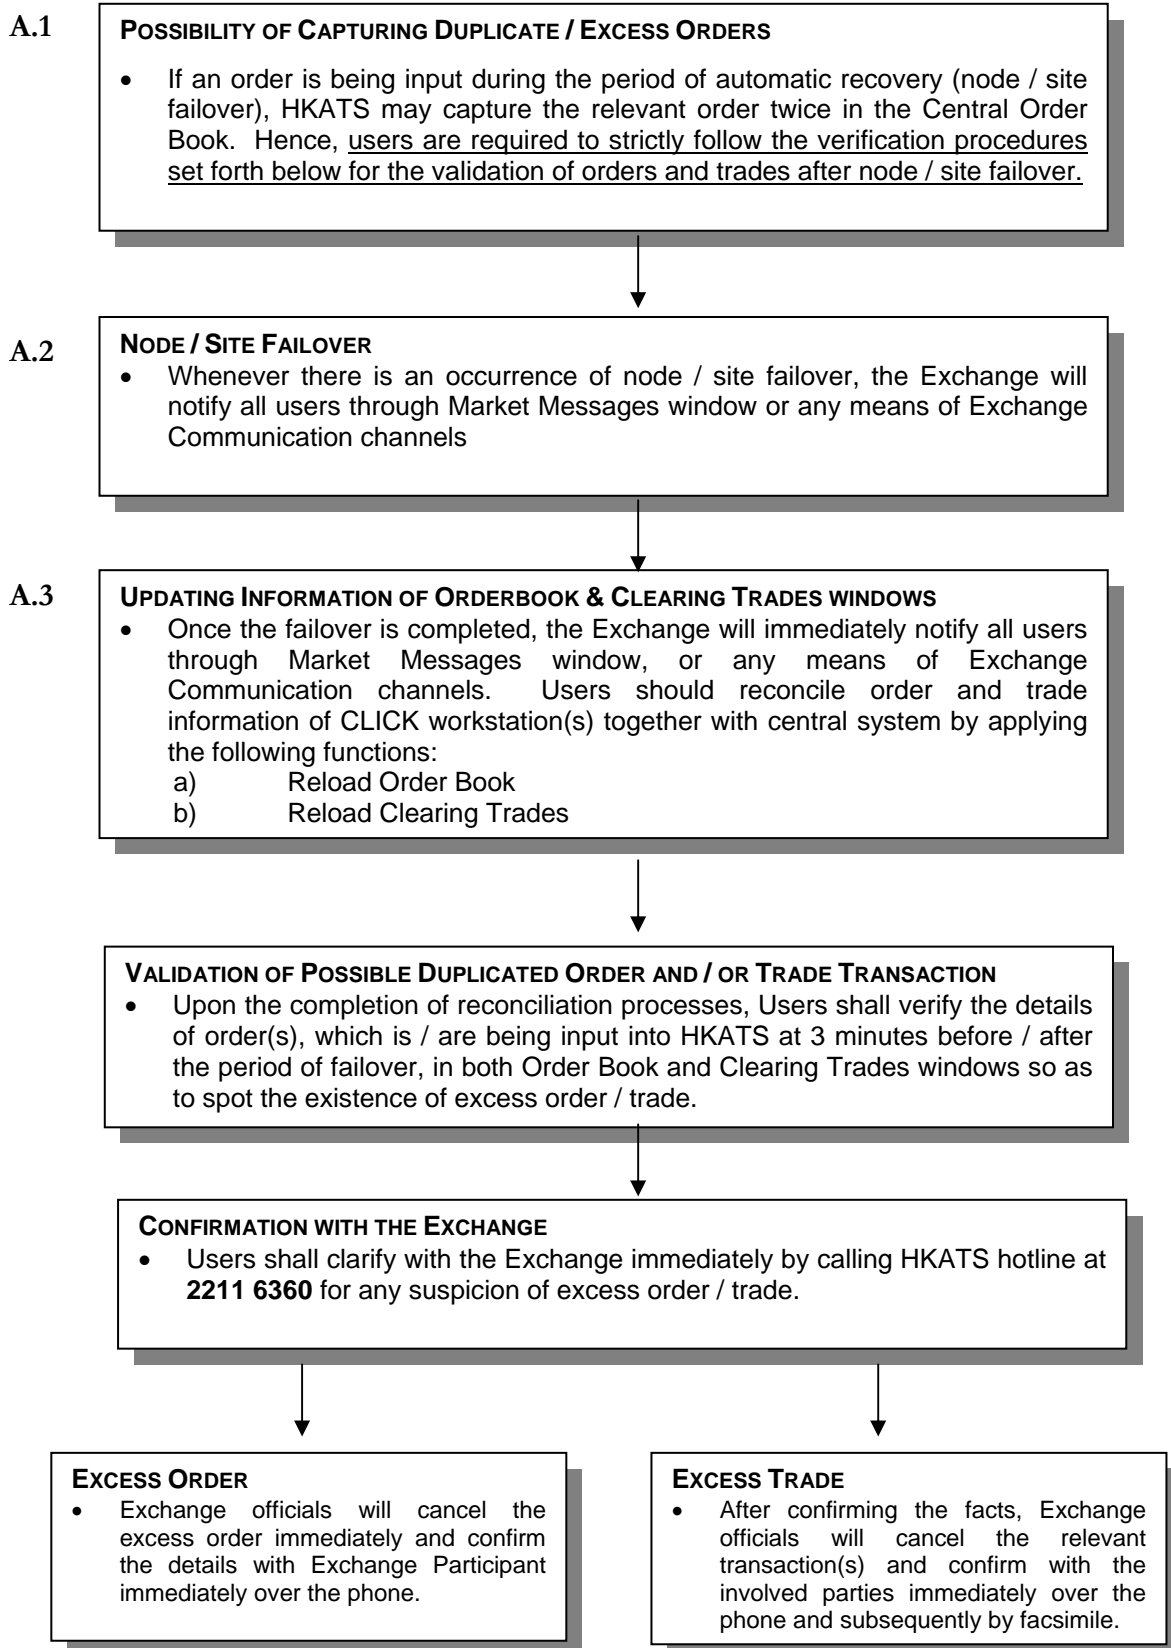 A.1
POSSIBILITY OF CAPTURING DUPLICATE / EXCESS ORDERS
• If an order is being input during the period of automatic recovery (node / site
failover), HKATS may capture the relevant order twice in the Central Order
Book. Hence, users are required to strictly follow the verification procedures
set forth below for the validation of orders and trades after node / site failover.
A.2
NODE / SITE FAILOVER
• Whenever there is an occurrence of node / site failover, the Exchange will
notify all users through Market Messages window or any means of Exchange
Communication channels
A.3
UPDATING INFORMATION OF ORDERBOOK & CLEARING TRADES WINDOWS
• Once the failover is completed, the Exchange will immediately notify all users
through Market Messages window, or any means of Exchange
Communication channels. Users should reconcile order and trade
information of CLICK workstation(s) together with central system by applying
the following functions:
a) Reload Order Book
b) Reload Clearing Trades
VALIDATION OF POSSIBLE DUPLICATED ORDER AND / OR TRADE TRANSACTION
• Upon the completion of reconciliation processes, Users shall verify the details
of order(s), which is / are being input into HKATS at 3 minutes before / after
the period of failover, in both Order Book and Clearing Trades windows so as
to spot the existence of excess order / trade.
CONFIRMATION WITH THE EXCHANGE
• Users shall clarify with the Exchange immediately by calling HKATS hotline at
2211 6360 for any suspicion of excess order / trade.
EXCESS ORDER
• Exchange officials will cancel the
excess order immediately and confirm
the details with Exchange Participant
immediately over the phone.
EXCESS TRADE
• After confirming the facts, Exchange
officials will cancel the relevant
transaction(s) and confirm with the
involved parties immediately over the
phone and subsequently by facsimile.